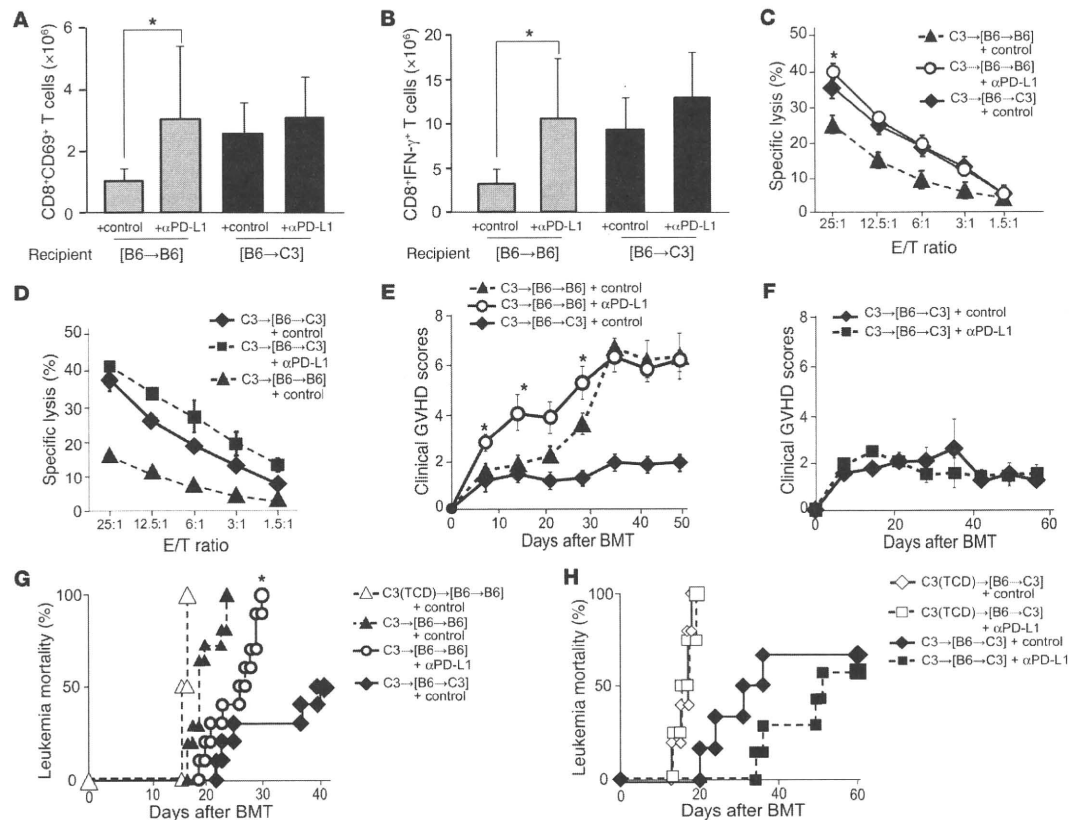 A
CD8⁺CD69⁺ T cells (×10⁶)
6
4
2
0
*
+control
+αPD-L1
+control
+αPD-L1
Recipient
[B6→B6]
[B6→C3]
B
CD8⁺IFN-γ⁺ T cells (×10⁶)
20
15
10
5
0
*
+control
+αPD-L1
+control
+αPD-L1
Recipient
[B6→B6]
[B6→C3]
C
C3→[B6→B6]
+ control
C3→[B6→B6]
+ αPD-L1
C3→[B6→C3]
+ control
Specific lysis (%)
50
40
30
20
10
0
*
25:1
12.5:1
6:1
3:1
1.5:1
E/T ratio
D
C3→[B6→C3]
+ control
C3→[B6→C3]
+ αPD-L1
C3→[B6→B6]
+ control
Specific lysis (%)
50
40
30
20
10
0
25:1
12.5:1
6:1
3:1
1.5:1
E/T ratio
E
C3→[B6→B6] + control
C3→[B6→B6] + αPD-L1
C3→[B6→C3] + control
Clinical GVHD scores
8
6
4
2
0
*
*
*
0
10
20
30
40
50
Days after BMT
F
C3→[B6→C3] + control
C3→[B6→C3] + αPD-L1
Clinical GVHD scores
8
6
4
2
0
0
20
40
60
Days after BMT
G
C3(TCD)→[B6→B6]
+ control
C3→[B6→B6]
+ control
C3→[B6→B6]
+ αPD-L1
C3→[B6→C3]
+ control
Leukemia mortality (%)
100
50
0
*
0
10
20
30
40
Days after BMT
H
C3(TCD)→[B6→C3]
+ control
C3(TCD)→[B6→C3]
+ αPD-L1
C3→[B6→C3] + control
C3→[B6→C3] + αPD-L1
Leukemia mortality (%)
100
50
0
0
20
40
60
Days after BMT